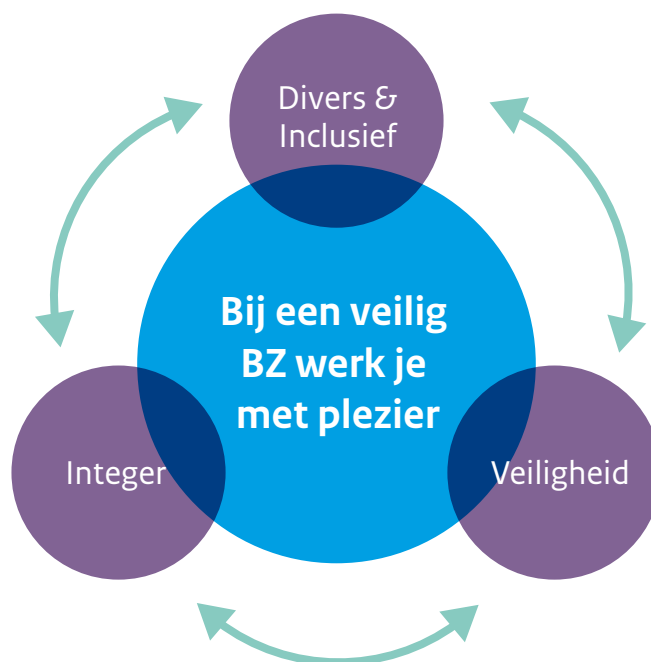 Divers &
Inclusief
Bij een veilig
BZ werk je
met plezier
Integer
Veiligheid